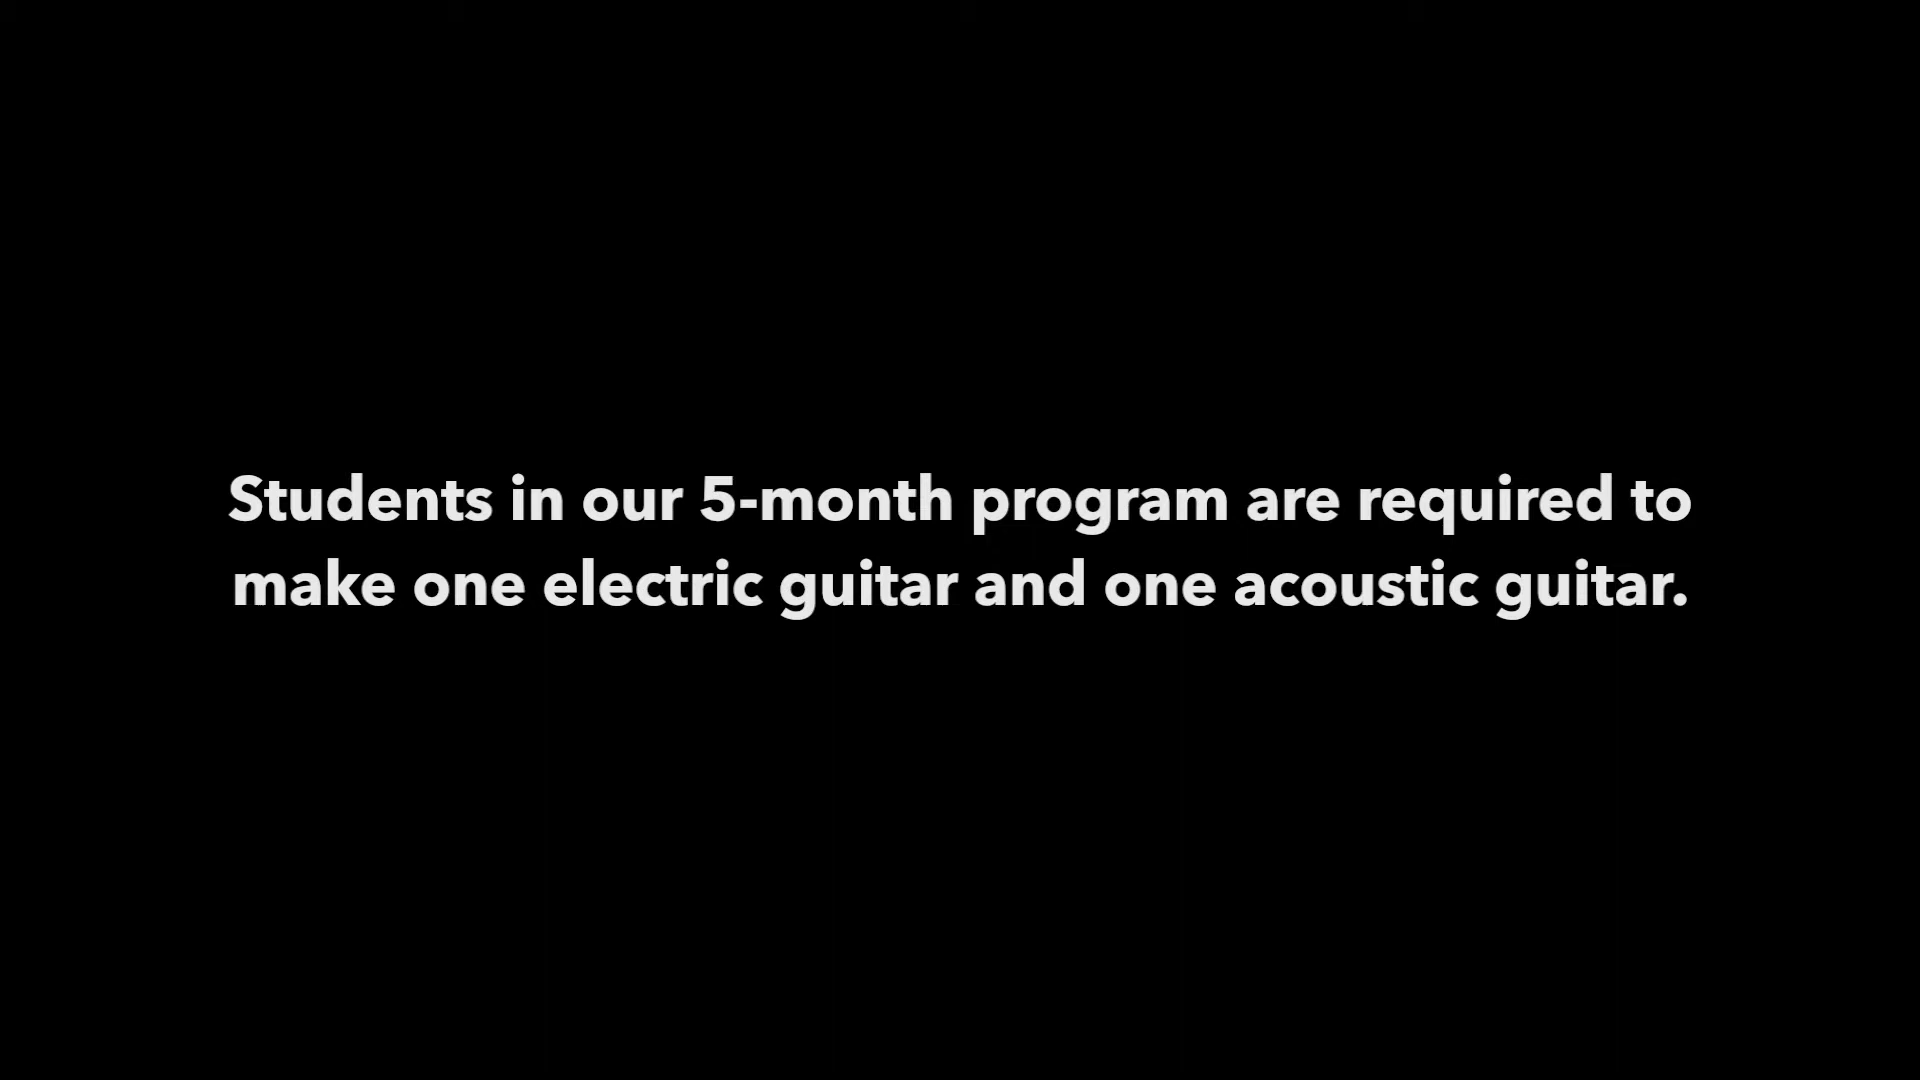 Students in our 5-month program are required to
make one electric guitar and one acoustic guitar.